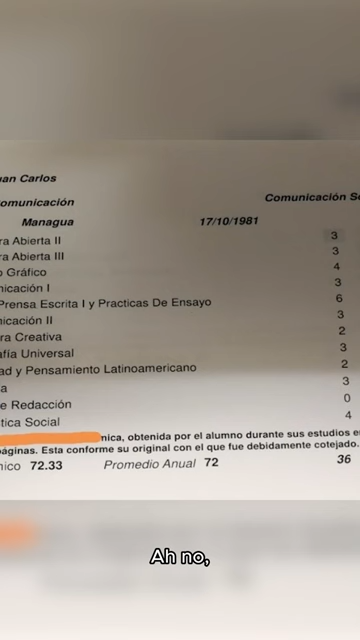 uan Carlos
omunicación
Comunicación S
Managua 17/10/1981
ra Abierta II 3
ra Abierta III 3
o Gráfico 4
nicación I 3
Prensa Escrita I y Practicas De Ensayo 6
nicación II 3
ra Creativa 2
afía Universal 3
ad y Pensamiento Latinoamericano 2
a 3
e Redacción 0
tica Social 4
nica, obtenida por el alumno durante sus estudios e
páginas. Esta conforme su original con el que fue debidamente cotejado.
nico 72.33 Promedio Anual 72 36
Ah no,